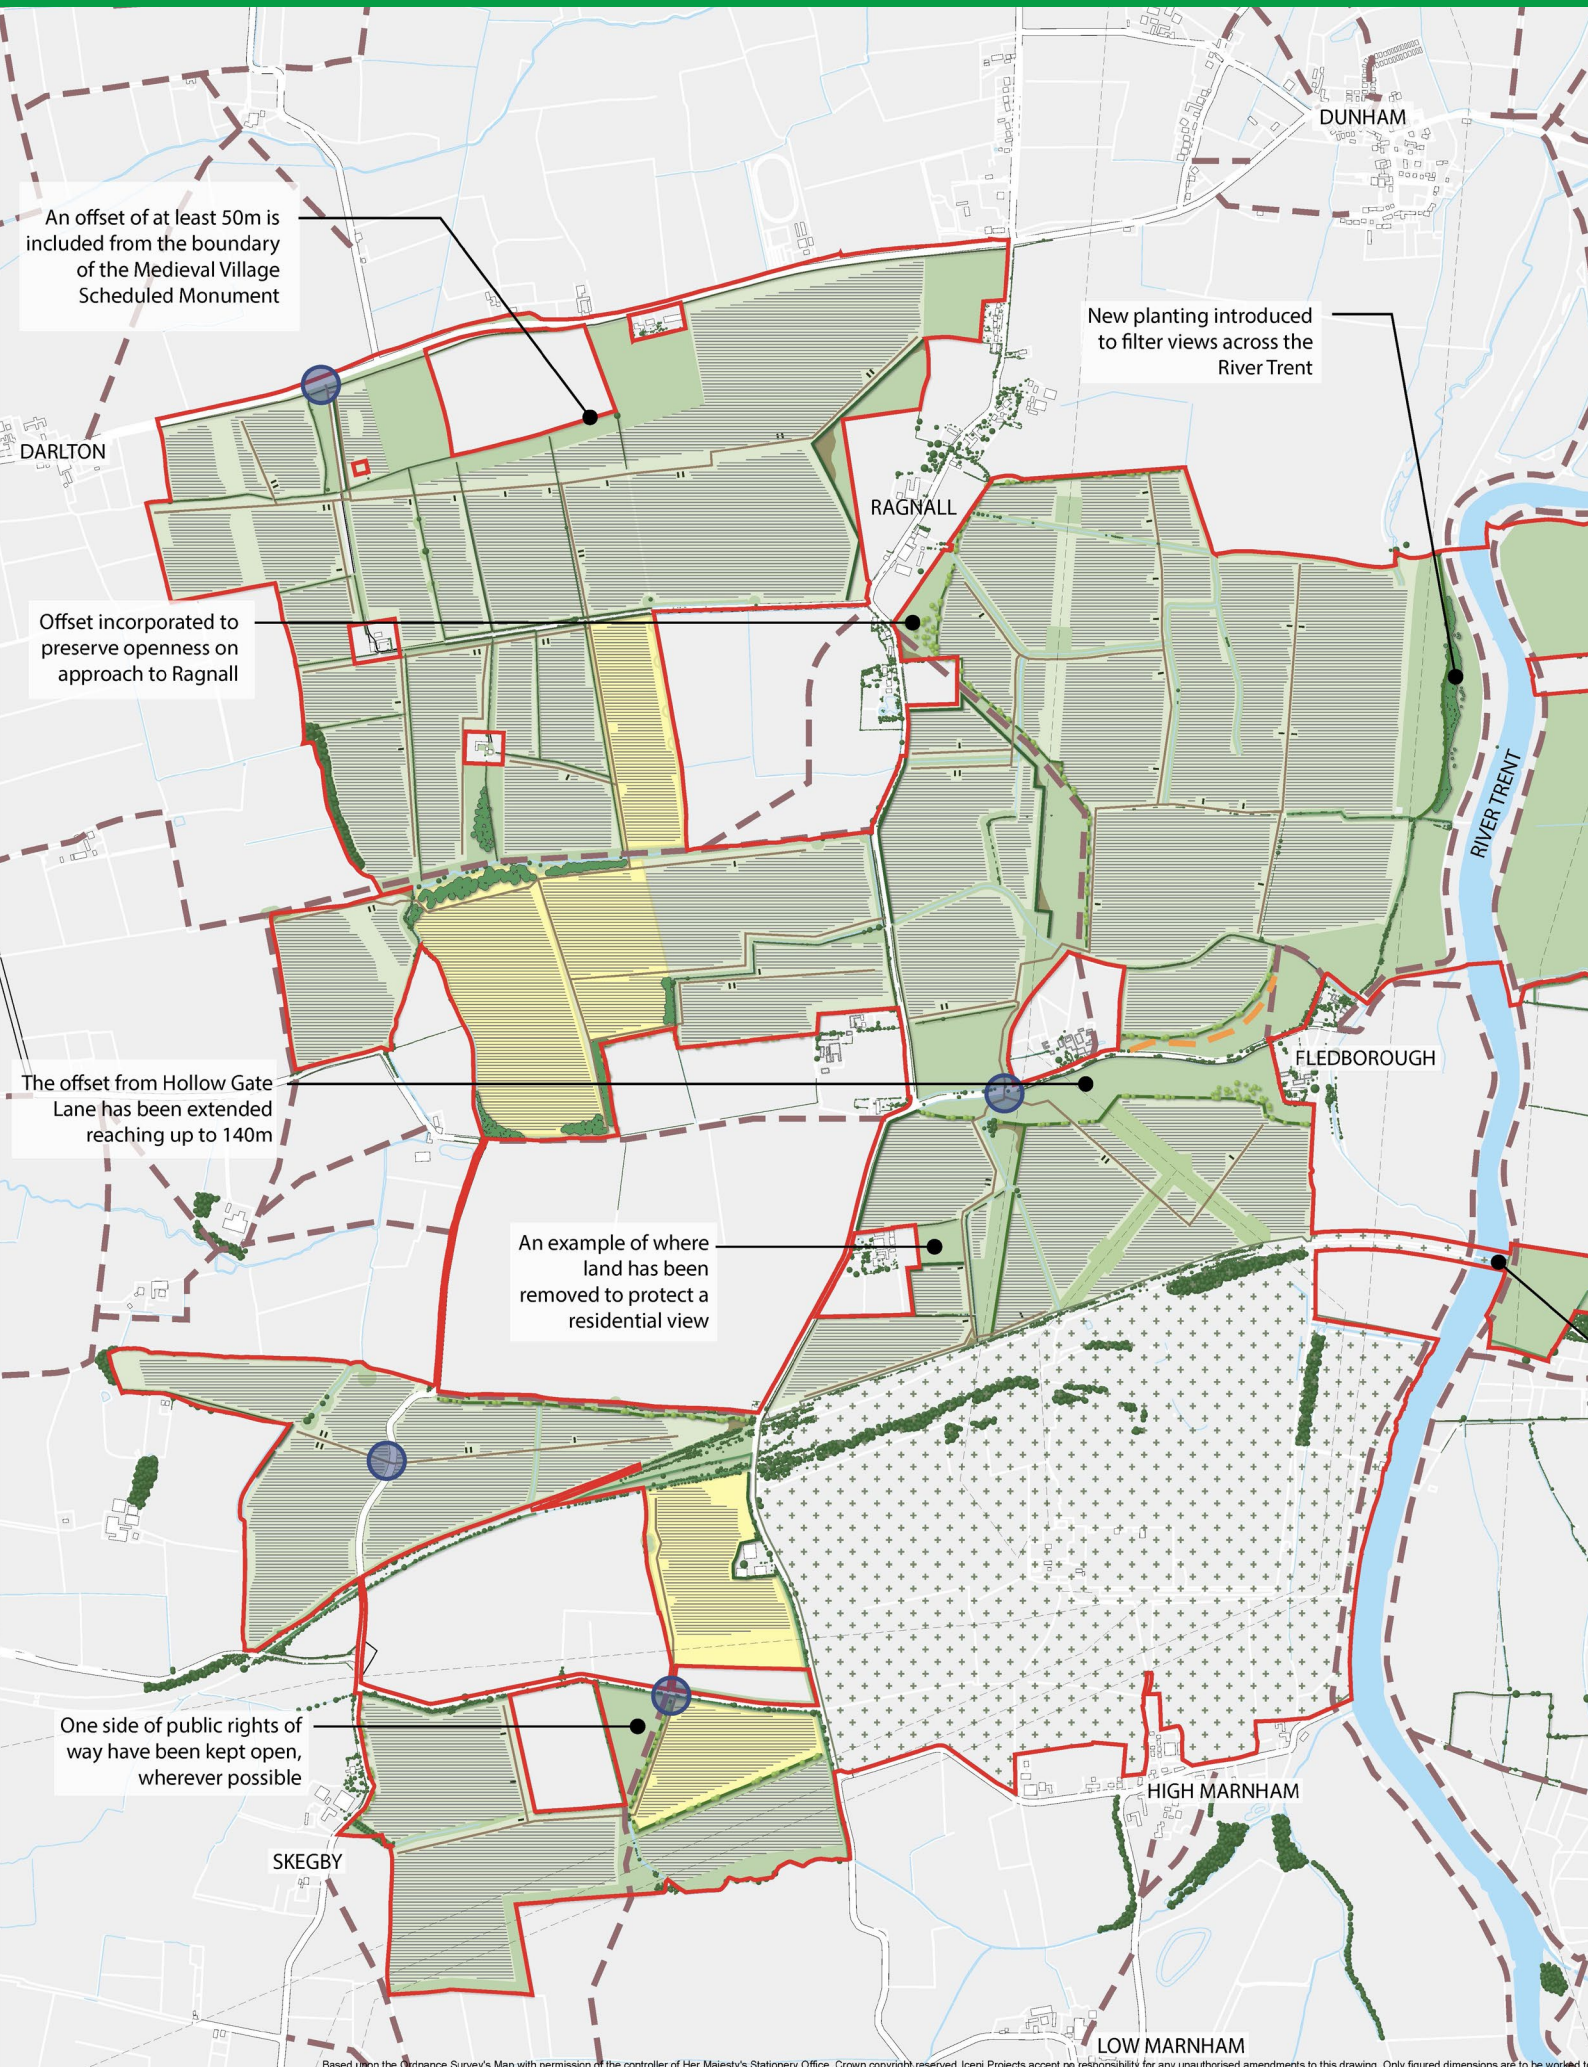 DUNHAM
An offset of at least 50m is
included from the boundary
of the Medieval Village
Scheduled Monument
New planting introduced
to filter views across the
River Trent
DARLTON
RAGNALL
Offset incorporated to
preserve openness on
approach to Ragnall
RIVER TRENT
FLEDBOROUGH
The offset from Hollow Gate
Lane has been extended
reaching up to 140m
An example of where
land has been
removed to protect a
residential view
One side of public rights of
way have been kept open,
wherever possible
HIGH MARNHAM
SKEGBY
LOW MARNHAM
Based upon the Ordnance Survey's Map with permission of the controller of Her Majesty's Stationery Office, Crown copyright reserved. Iceni Projects accept no responsibility for any unauthorised amendments to this drawing. Only figured dimensions are to be worked